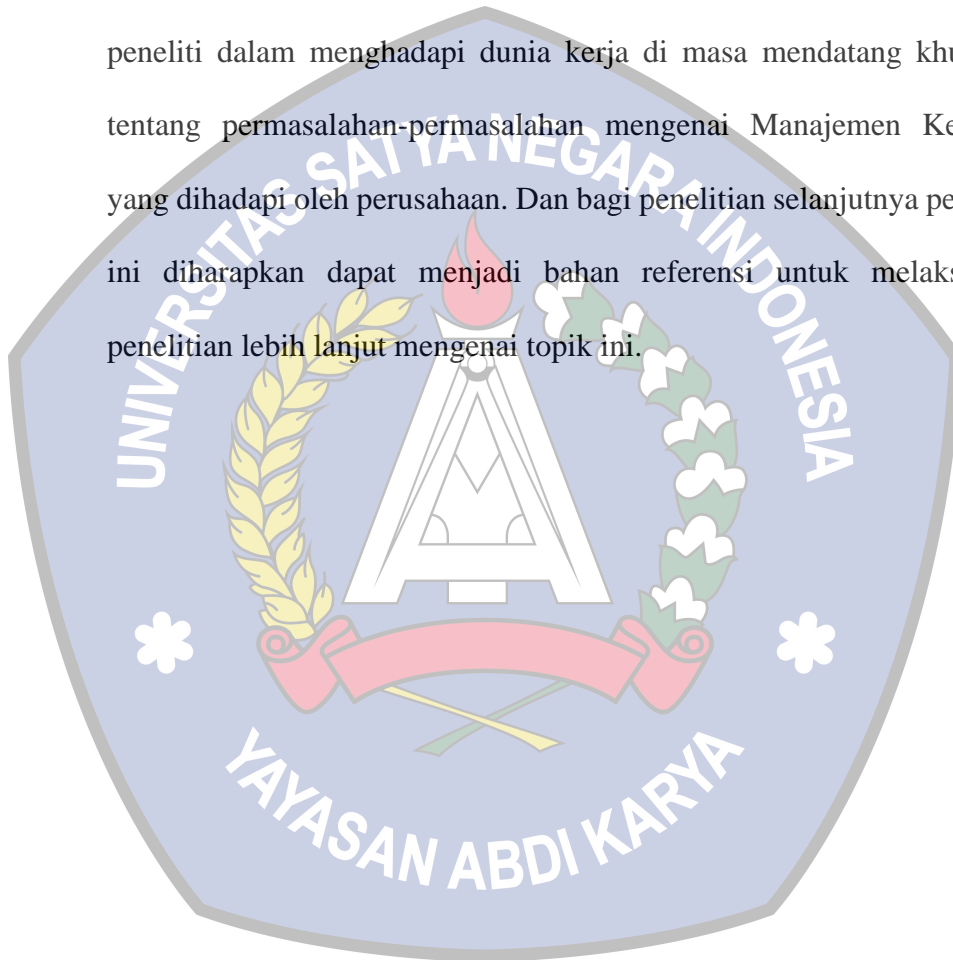 peneliti dalam menghadapi dunia kerja di masa mendatang khu
tentang permasalahan-permasalahan mengenai Manajemen Ke
yang dihadapi oleh perusahaan. Dan bagi penelitian selanjutnya pe
ini diharapkan dapat menjadi bahan referensi untuk melaks
penelitian lebih lanjut mengenai topik ini.
UNIVERSITAS SATYA NEGARA INDONESIA
YAYASAN ABDI KARYA